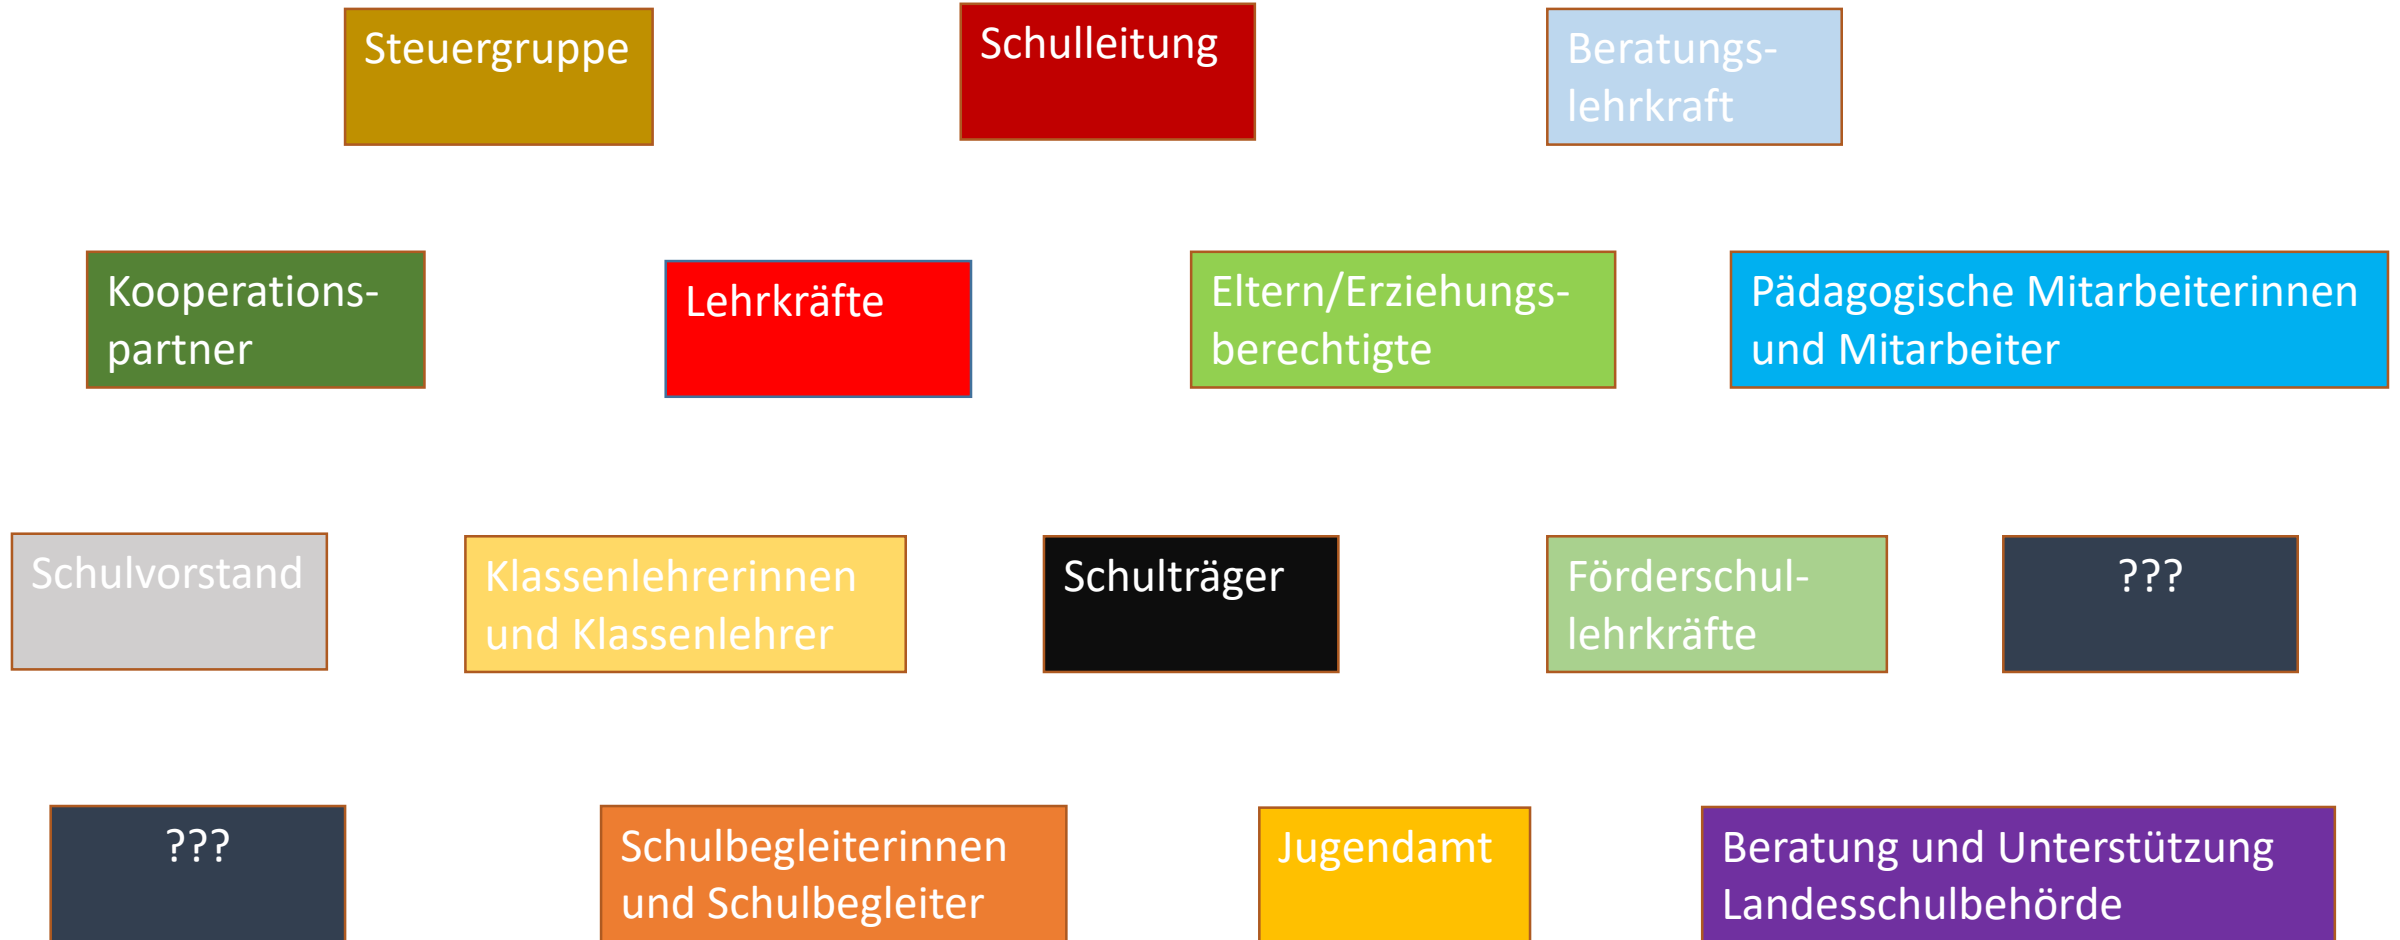 Steuergruppe
Schulleitung
Beratungs-
lehrkraft
Kooperations-
partner
Lehrkräfte
Eltern/Erziehungs-
berechtigte
Pädagogische Mitarbeiterinnen
und Mitarbeiter
Schulvorstand
Klassenlehrerinnen
und Klassenlehrer
Schulträger
Förderschul-
lehrkräfte
???
???
Schulbegleiterinnen
und Schulbegleiter
Jugendamt
Beratung und Unterstützung
Landesschulbehörde